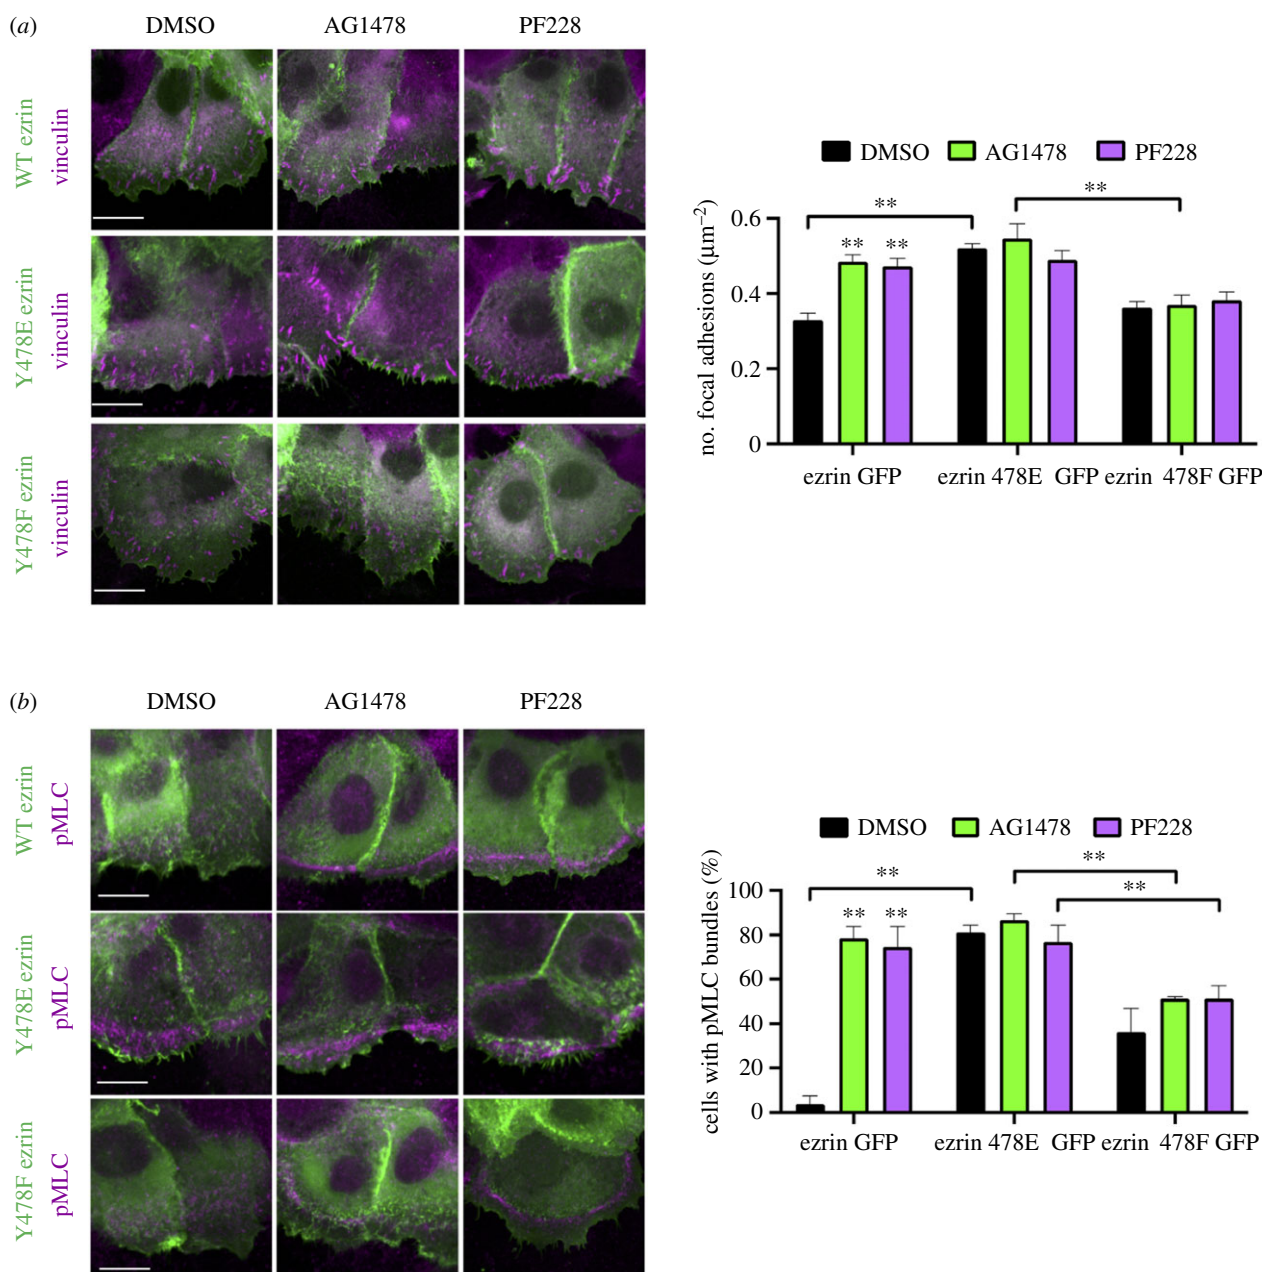 (a)
DMSO AG1478 PF228
WT ezrin
vinculin
Y478E ezrin
vinculin
Y478F ezrin
vinculin
DMSO AG1478 PF228
no. focal adhesions (µm⁻²)
0.6
0.4
0.2
0
** ** ** **
**
ezrin GFP ezrin 478E GFP ezrin 478F GFP
(b)
DMSO AG1478 PF228
WT ezrin
pMLC
Y478E ezrin
pMLC
Y478F ezrin
pMLC
DMSO AG1478 PF228
cells with pMLC bundles (%)
100
80
60
40
20
0
** ** ** **
**
ezrin GFP ezrin 478E GFP ezrin 478F GFP